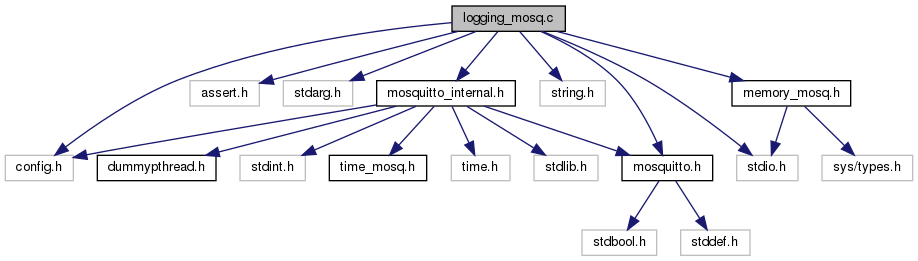 logging_mosq.c
assert.h
stdarg.h
mosquitto_internal.h
string.h
memory_mosq.h
config.h
dummypthread.h
stdint.h
time_mosq.h
time.h
stdlib.h
mosquitto.h
stdio.h
sys/types.h
stdbool.h
stddef.h